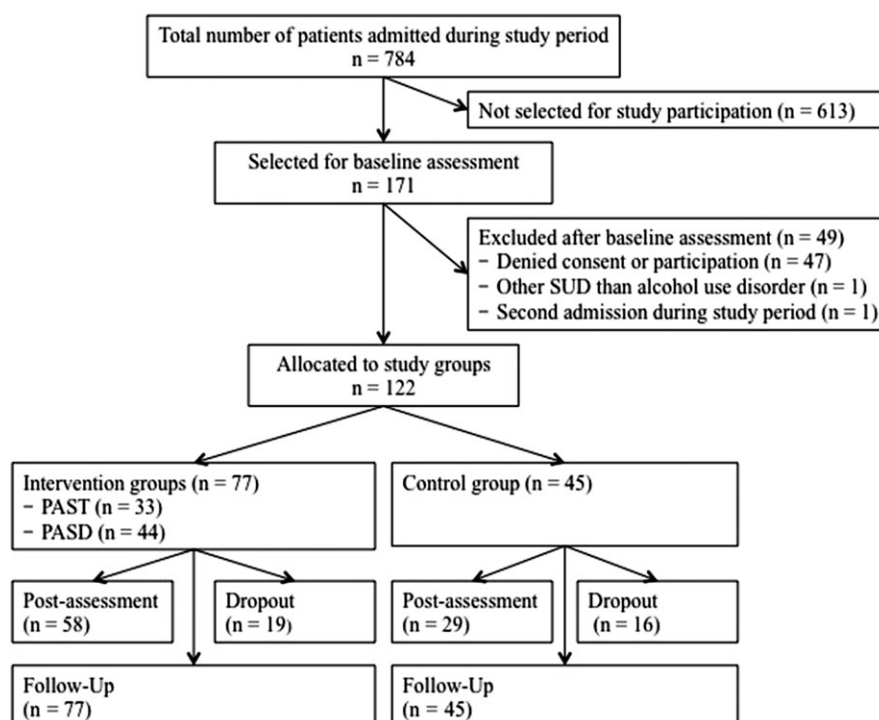 Total number of patients admitted during study period
n = 784
Not selected for study participation (n = 613)
Selected for baseline assessment
n = 171
Excluded after baseline assessment (n = 49)
− Denied consent or participation (n = 47)
− Other SUD than alcohol use disorder (n = 1)
− Second admission during study period (n = 1)
Allocated to study groups
n = 122
Intervention groups (n = 77)
− PAST (n = 33)
− PASD (n = 44)
Control group (n = 45)
Post-assessment
(n = 58)
Dropout
(n = 19)
Post-assessment
(n = 29)
Dropout
(n = 16)
Follow-Up
(n = 77)
Follow-Up
(n = 45)